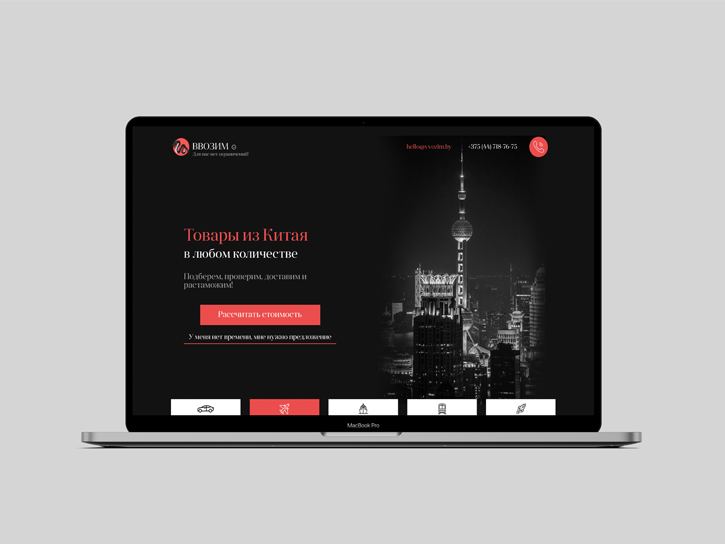 ВВОЗИМ
Для нас нет ограничений!
hello@vvozim.by
+375 (44) 718-76-75
Товары из Китая
в любом количестве
Подберем, проверим, доставим и
растаможим!
Рассчитать стоимость
У меня нет времени, мне нужно предложение
MacBook Pro